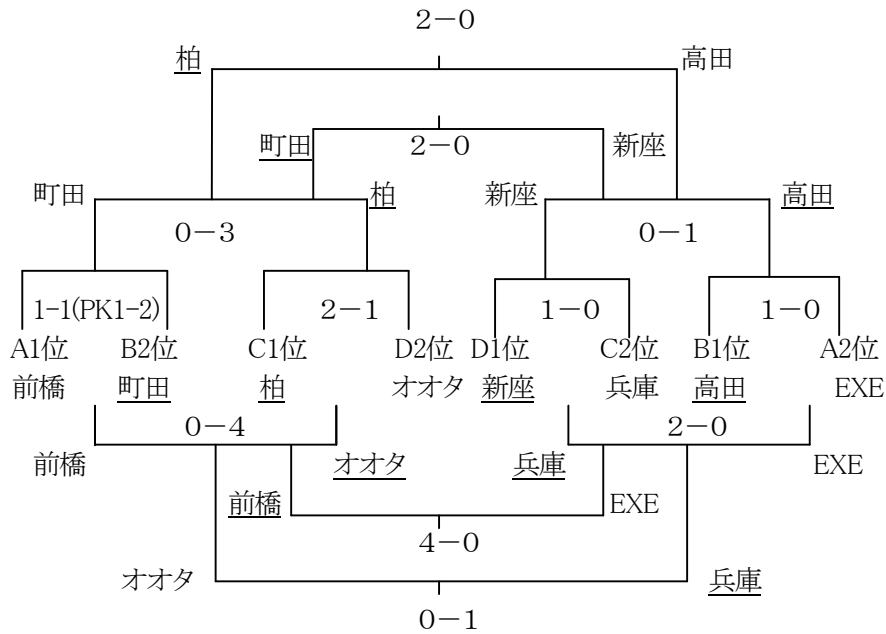 2－0
柏 高田
町田 2－0 新座
町田 柏 新座 高田
0－3 0－1
1-1(PK1-2) 2－1 1－0 1－0
A1位 B2位 C1位 D2位 D1位 C2位 B1位 A2位
前橋 町田 柏 オオタ 新座 兵庫 高田 EXE
0－4 2－0
前橋 オオタ 兵庫 EXE
前橋 EXE
4－0
オオタ 兵庫
0－1